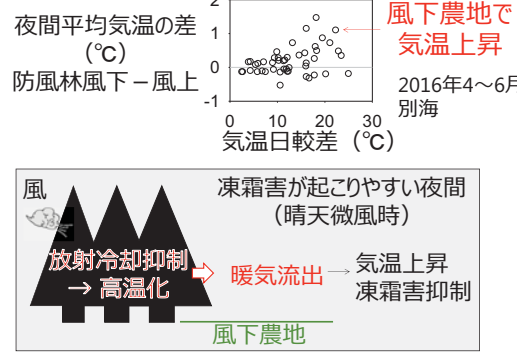 夜間平均気温の差
（℃）
防風林風下 – 風上
2
1
0
-1
0 10 20 30
気温日較差（℃）
風下農地で
気温上昇
2016年4～6月
別海
風
凍霜害が起こりやすい夜間
（晴天微風時）
放射冷却抑制
→ 高温化
暖気流出
→ 気温上昇
凍霜害抑制
風下農地